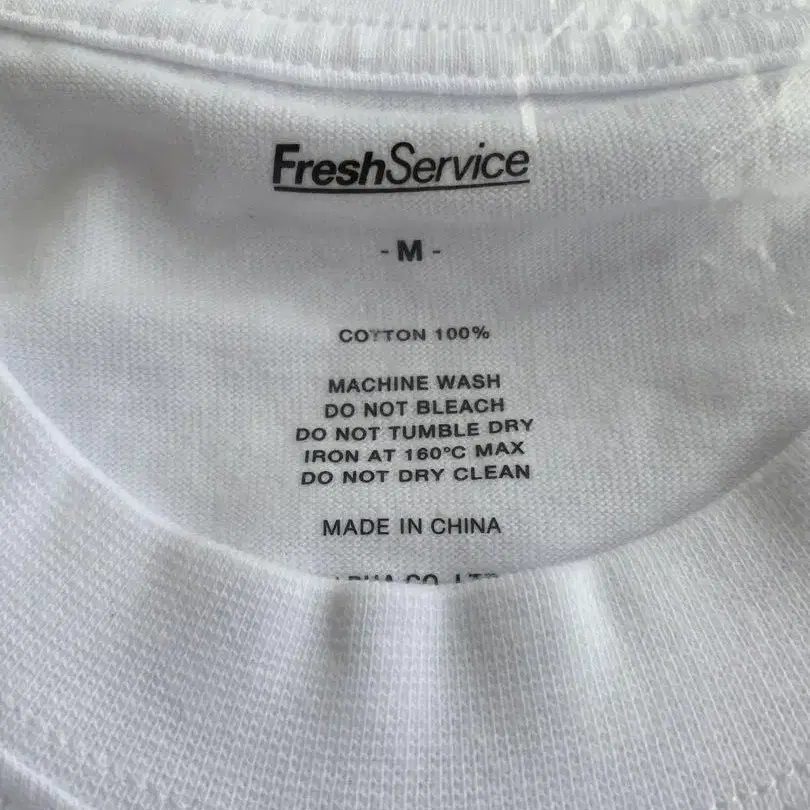 FreshService
- M -
COTTON 100%
MACHINE WASH
DO NOT BLEACH
DO NOT TUMBLE DRY
IRON AT 160°C MAX
DO NOT DRY CLEAN
MADE IN CHINA